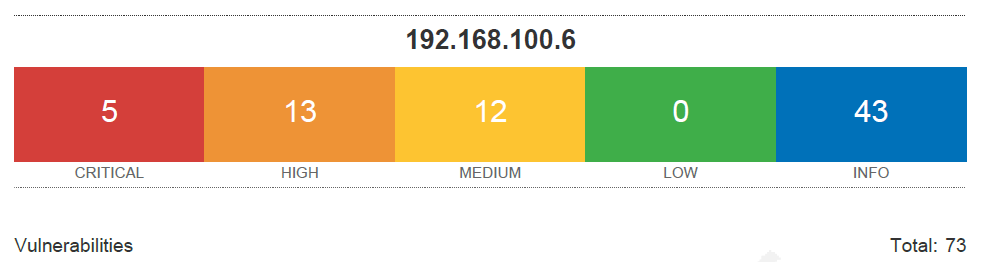 192.168.100.6
5 13 12 0 43
CRITICAL HIGH MEDIUM LOW INFO
Vulnerabilities Total: 73